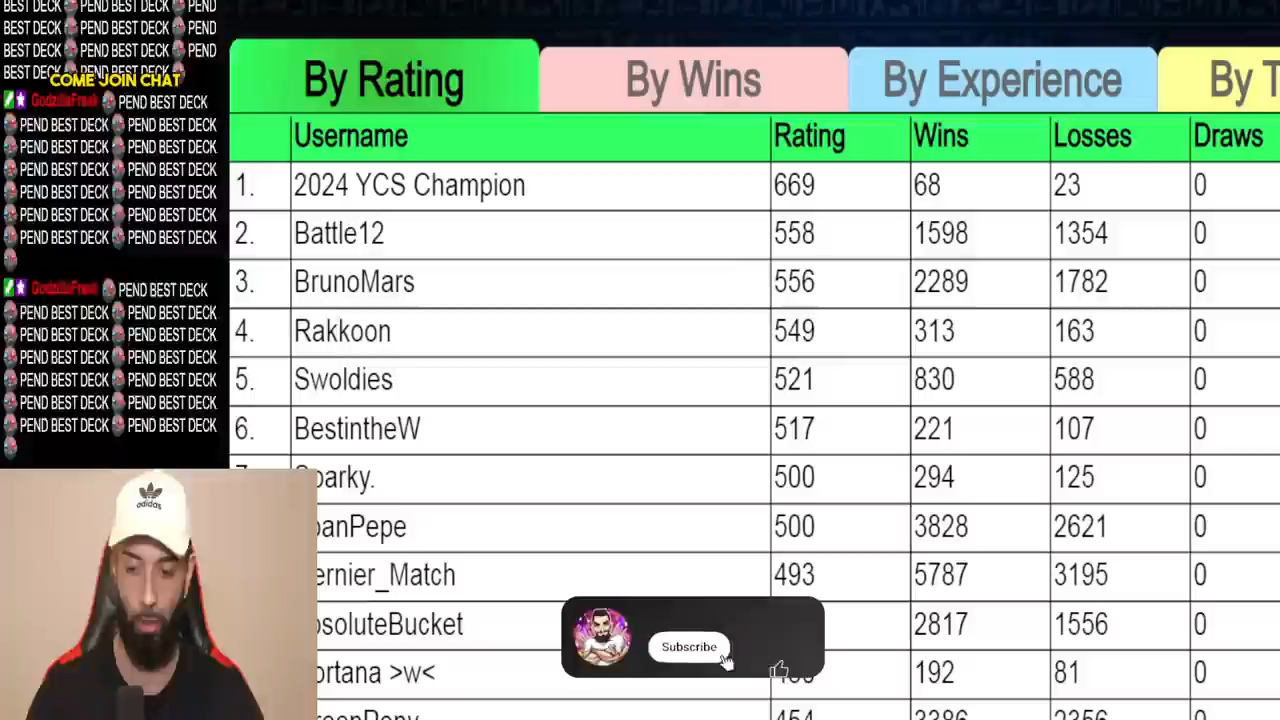 BEST DECK PEND BEST DECK PEND
BEST DECK PEND BEST DECK PEND
BEST DECK PEND BEST DECK PEND
BEST DECK PEND BEST DECK
COME JOIN CHAT
GodzillaFreak PEND BEST DECK
PEND BEST DECK PEND BEST DECK
PEND BEST DECK PEND BEST DECK
PEND BEST DECK PEND BEST DECK
PEND BEST DECK PEND BEST DECK
PEND BEST DECK PEND BEST DECK
PEND BEST DECK PEND BEST DECK
GodzillaFreak PEND BEST DECK
PEND BEST DECK PEND BEST DECK
PEND BEST DECK PEND BEST DECK
PEND BEST DECK PEND BEST DECK
PEND BEST DECK PEND BEST DECK
PEND BEST DECK PEND BEST DECK
PEND BEST DECK PEND BEST DECK
By Rating By Wins By Experience By T
Username Rating Wins Losses Draws
1. 2024 YCS Champion 669 68 23 0
2. Battle12 558 1598 1354 0
3. BrunoMars 556 2289 1782 0
4. Rakkoon 549 313 163 0
5. Swoldies 521 830 588 0
6. BestintheW 517 221 107 0
arky. 500 294 125 0
anPepe 500 3828 2621 0
ernier_Match 493 5787 3195 0
soluteBucket 2817 1556 0
ortana >w< 192 81 0
454 3386 2356
adidas
Subscribe